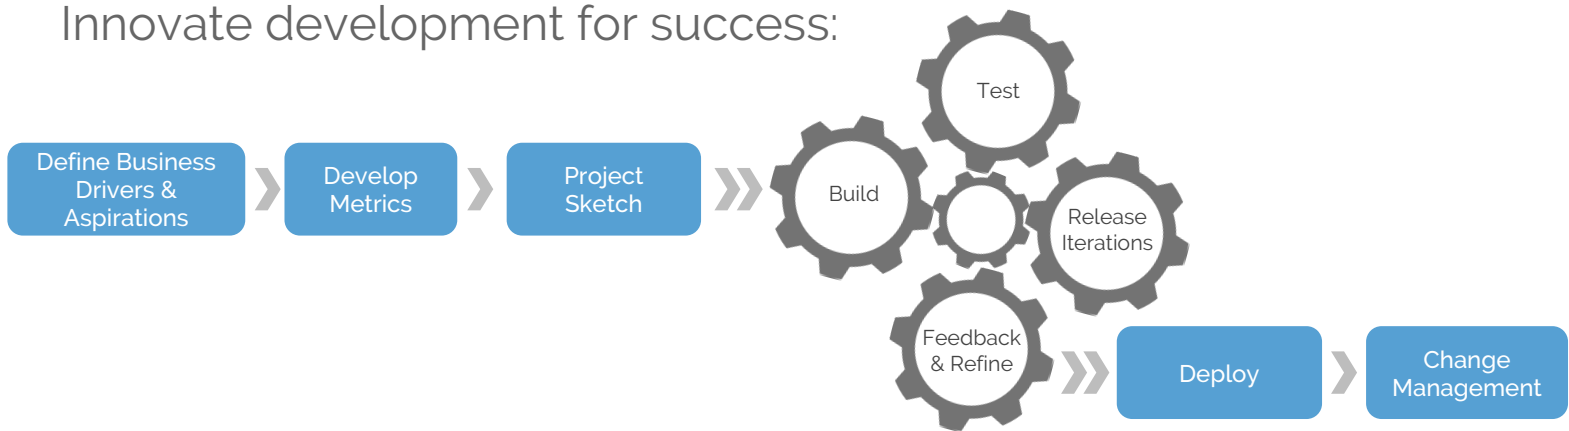 Innovate development for success:
Define Business
Drivers &
Aspirations
Develop
Metrics
Project
Sketch
Build
Test
Release
Iterations
Feedback
& Refine
Deploy
Change
Management